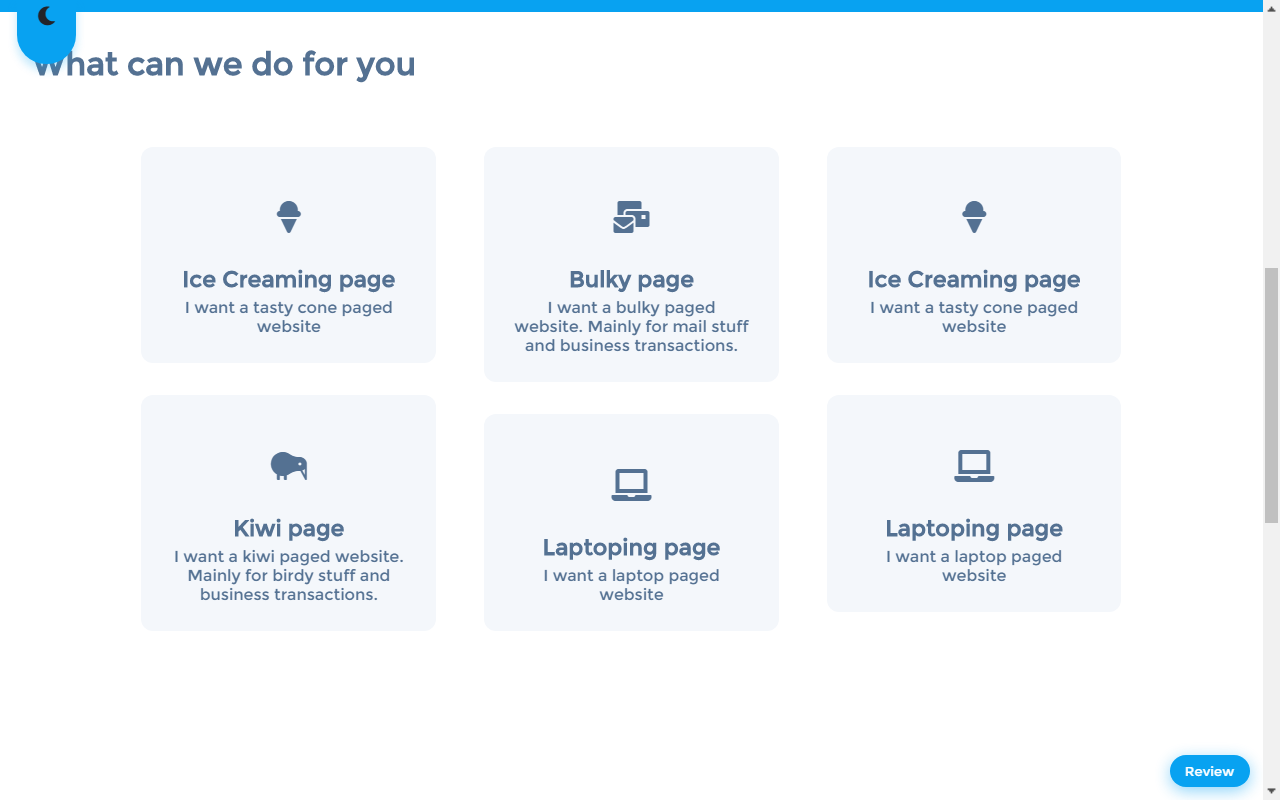 What can we do for you
Ice Creaming page
I want a tasty cone paged
website
Bulky page
I want a bulky paged
website. Mainly for mail stuff
and business transactions.
Ice Creaming page
I want a tasty cone paged
website
Kiwi page
I want a kiwi paged website.
Mainly for birdy stuff and
business transactions.
Laptoping page
I want a laptop paged
website
Laptoping page
I want a laptop paged
website
Review